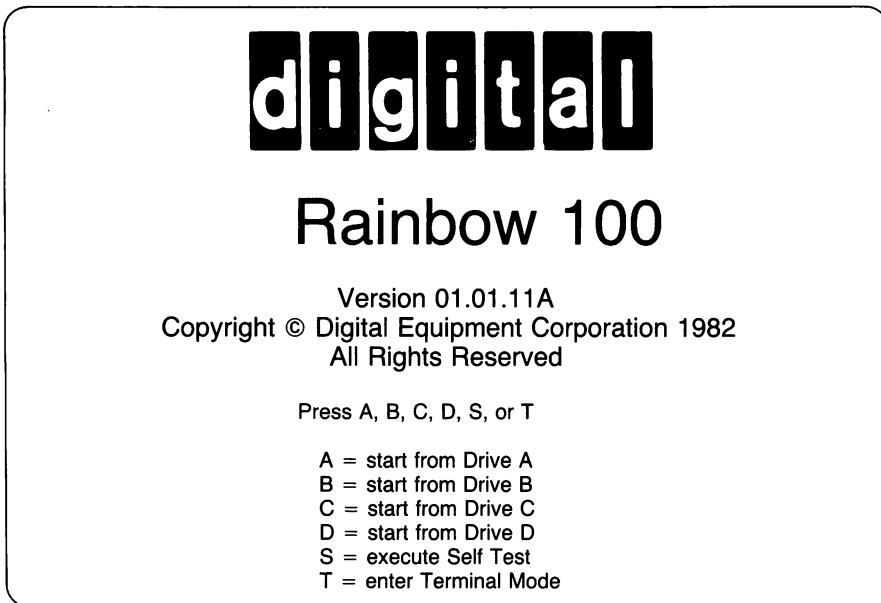 digital
Rainbow 100
Version 01.01.11A
Copyright © Digital Equipment Corporation 1982
All Rights Reserved
Press A, B, C, D, S, or T
A = start from Drive A
B = start from Drive B
C = start from Drive C
D = start from Drive D
S = execute Self Test
T = enter Terminal Mode